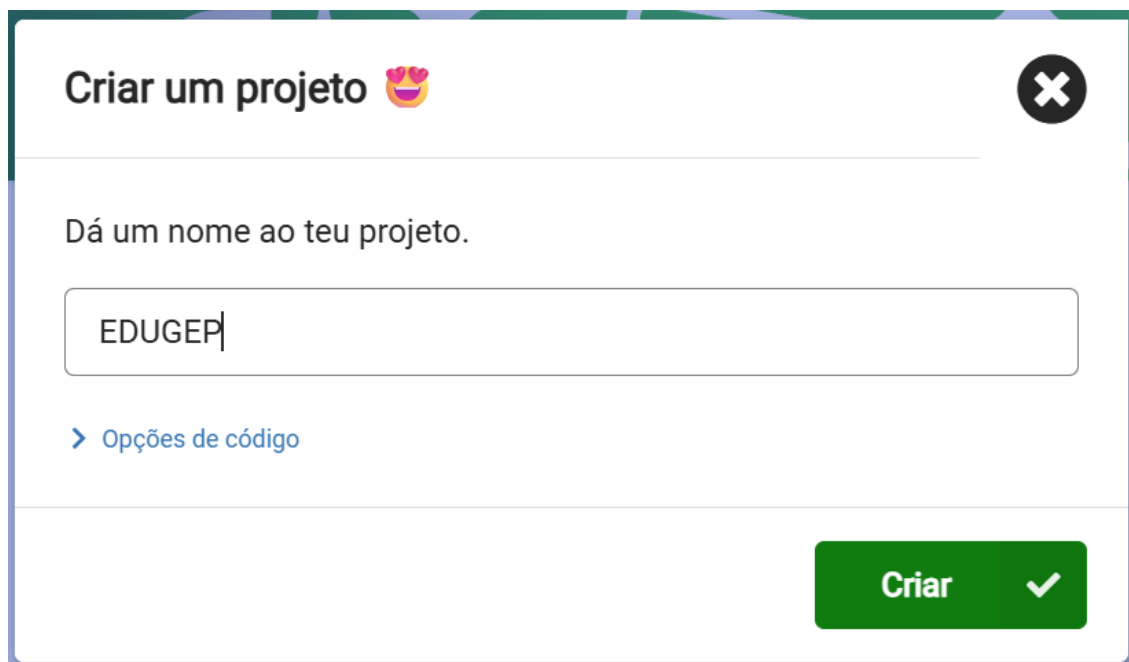 Criar um projeto 😍
Dá um nome ao teu projeto.
EDUGEP
Opções de código
Criar